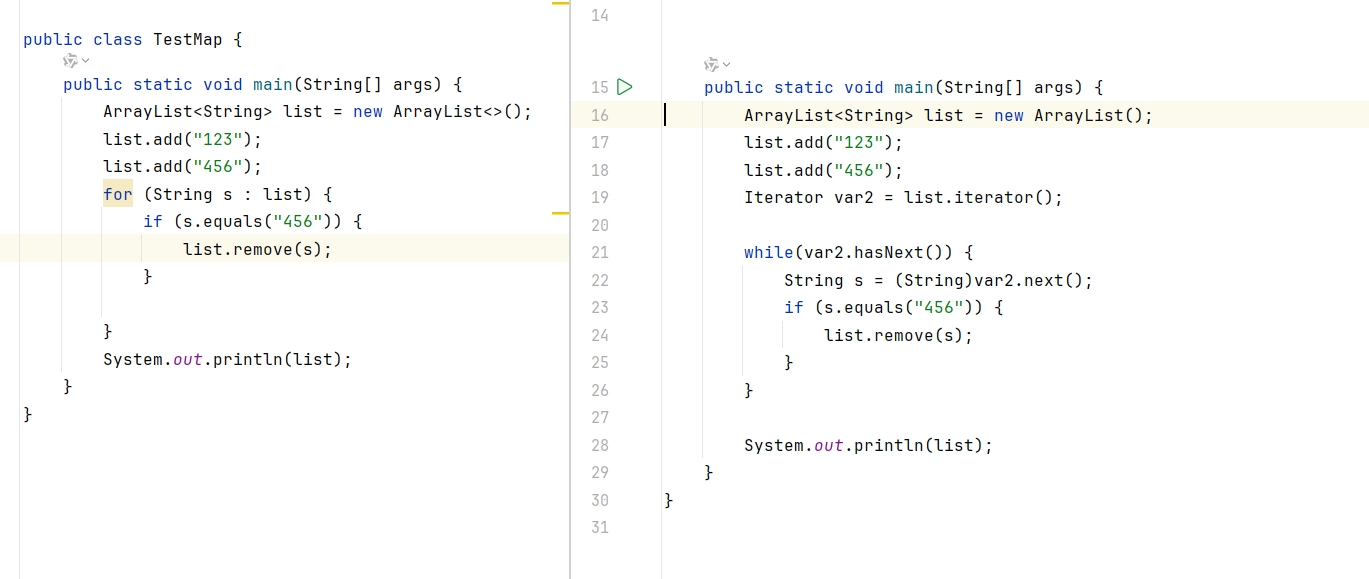 public class TestMap {
public static void main(String[] args) {
ArrayList<String> list = new ArrayList<>();
list.add("123");
list.add("456");
for (String s : list) {
if (s.equals("456")) {
list.remove(s);
}
}
System.out.println(list);
}
}
14
15 public static void main(String[] args) {
16 ArrayList<String> list = new ArrayList();
17 list.add("123");
18 list.add("456");
19 Iterator var2 = list.iterator();
20
21 while(var2.hasNext()) {
22 String s = (String)var2.next();
23 if (s.equals("456")) {
24 list.remove(s);
25 }
26 }
27
28 System.out.println(list);
29 }
30 }
31